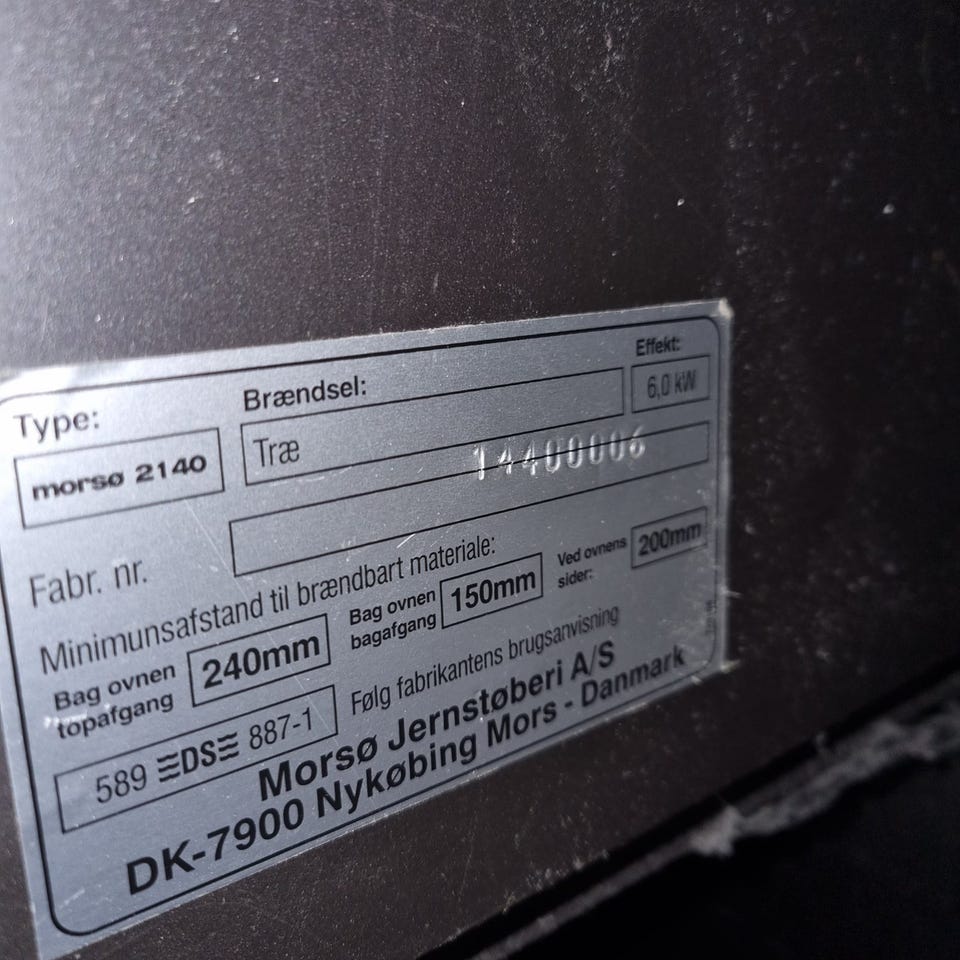 Type:
morsø 2140
Brændsel:
Træ
Effekt:
6,0 kW
Fabr. nr.
14400006
Minimunsafstand til brændbart materiale:
Bag ovnen
topafgang
240mm
Bag ovnen
bagafgang
150mm
Ved ovnens
sider:
200mm
589 DS 887-1
Følg fabrikantens brugsanvisning
Morsø Jernstøberi A/S
DK-7900 Nykøbing Mors - Danmark